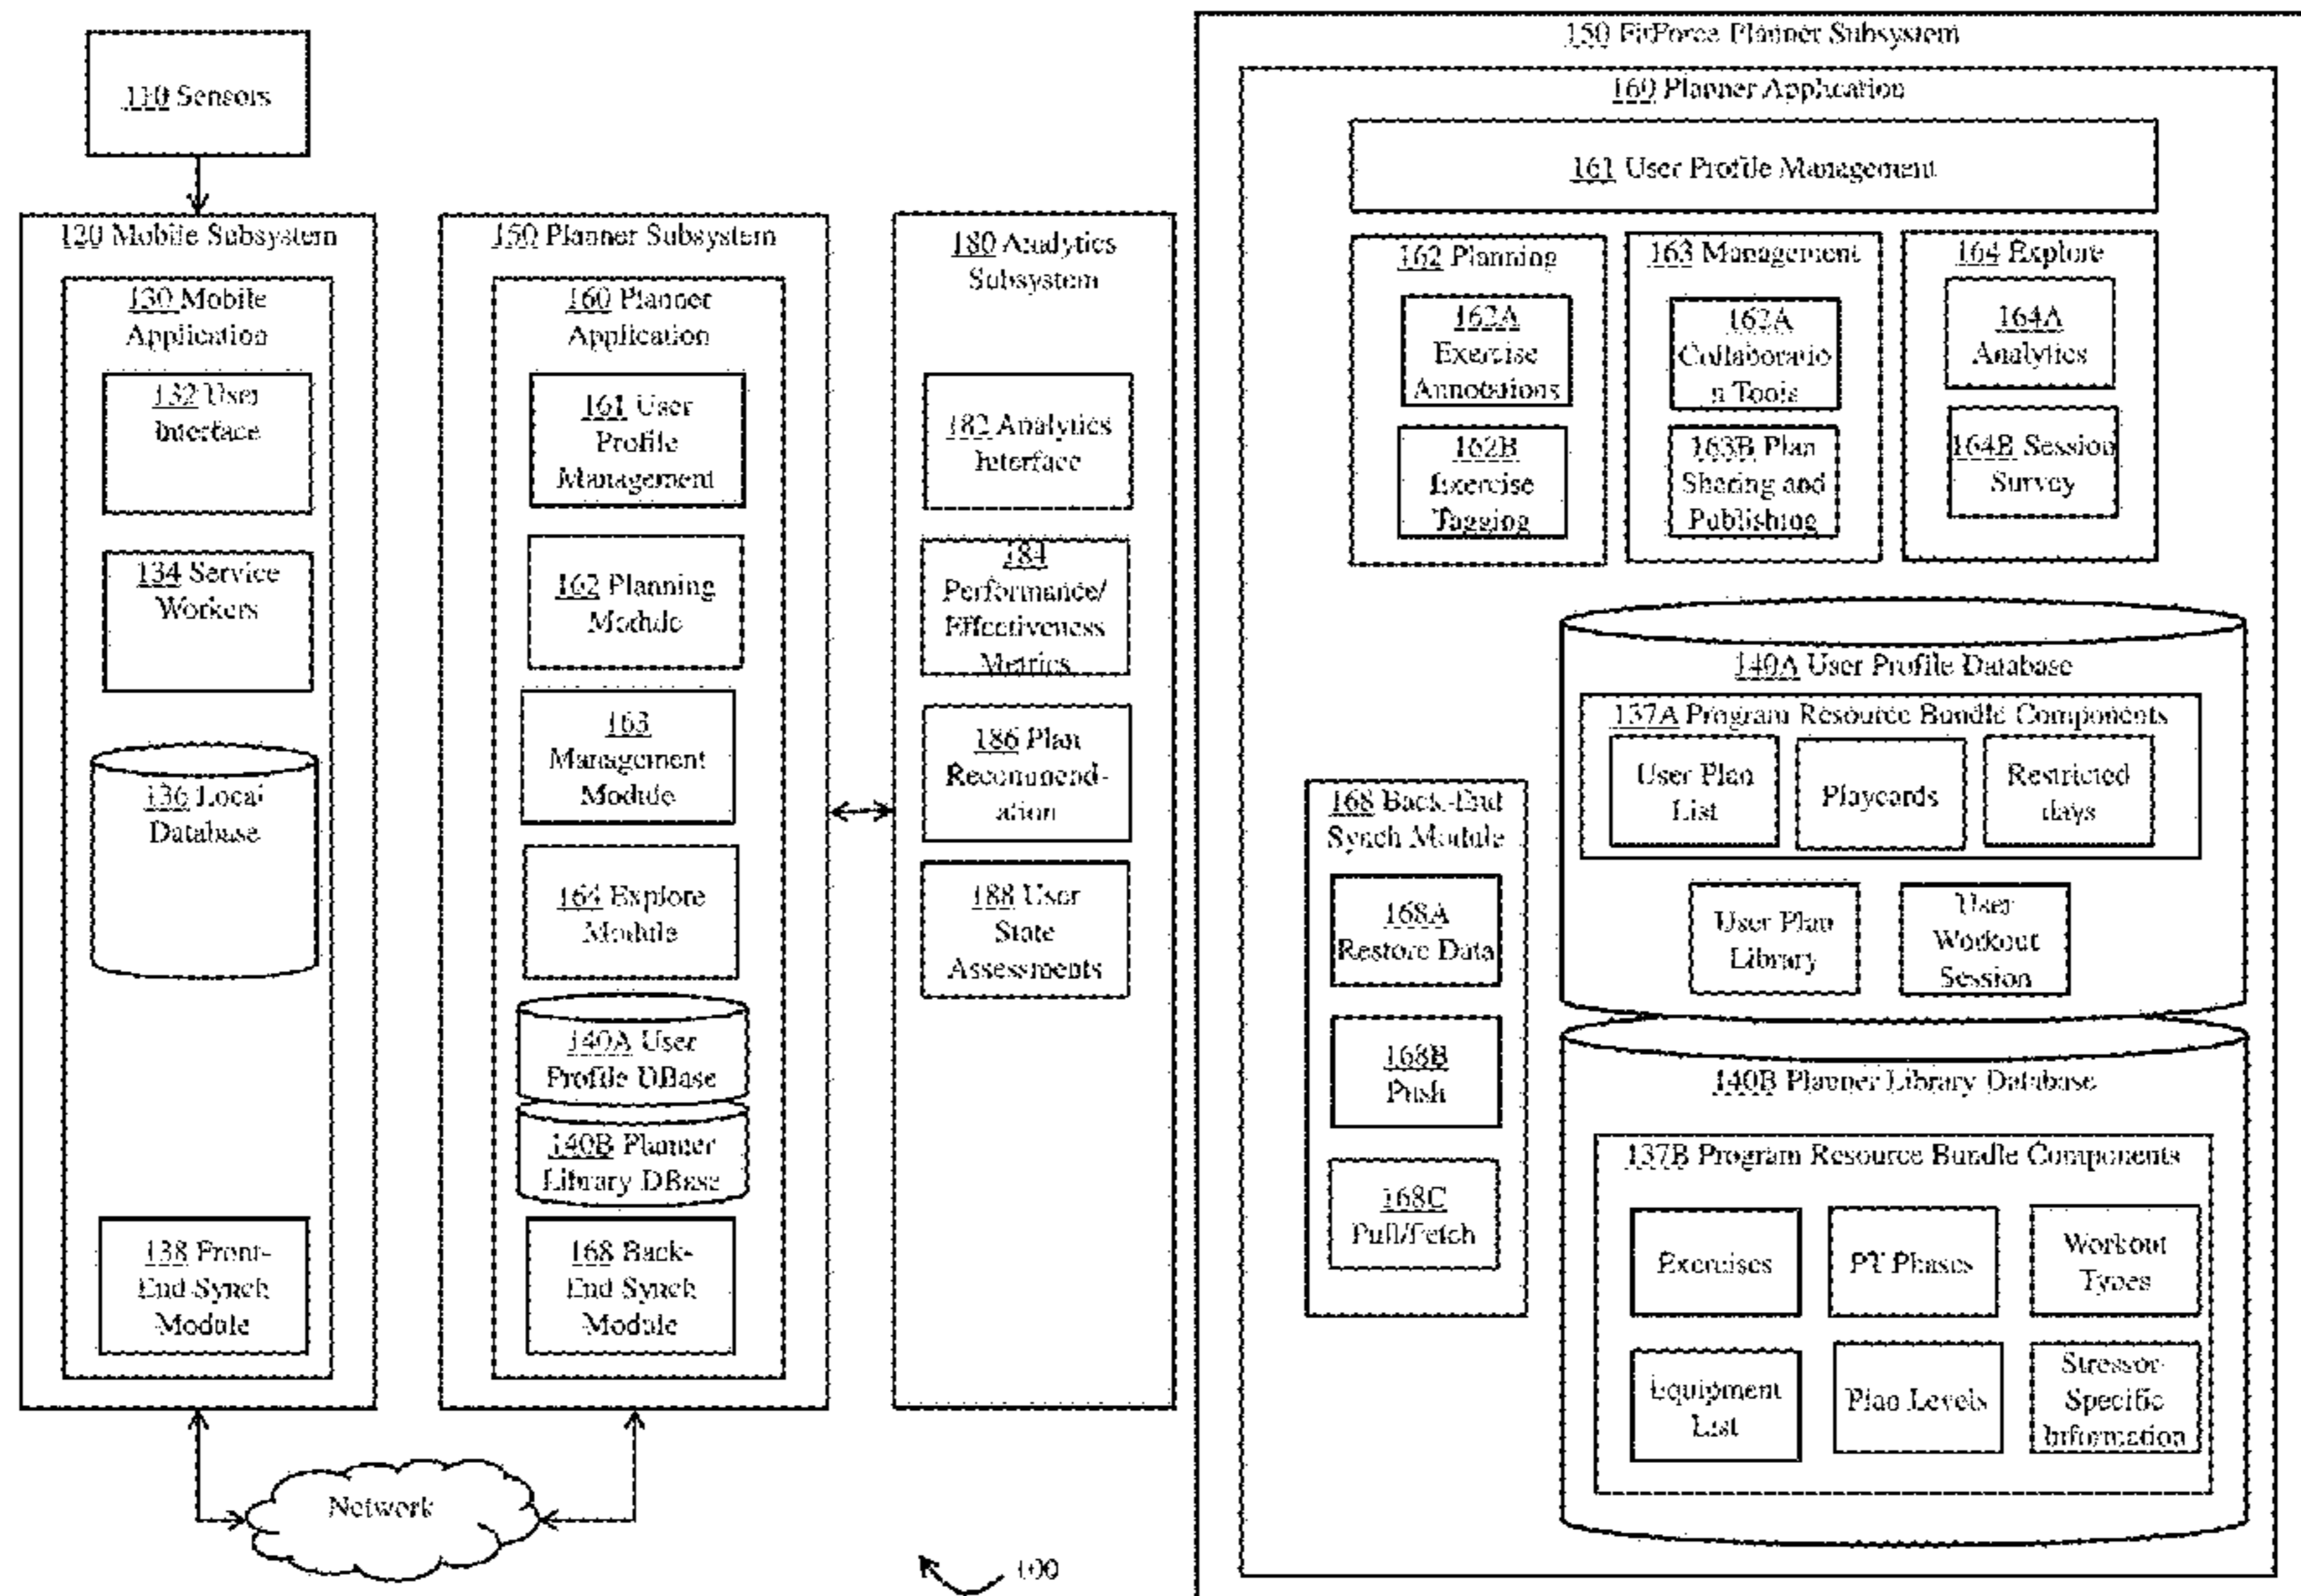 110 Sensors
120 Mobile Subsystem
130 Mobile
Application
132 User
Interface
134 Service
Workers
136 Local
Database
138 Front-
End Synch
Module
Network
150 Planner Subsystem
160 Planner
Application
161 User
Profile
Management
162 Planning
Module
163
Management
Module
164 Explore
Module
140A User
Profile DBase
140B Planner
Library DBase
168 Back-
End Synch
Module
180 Analytics
Subsystem
182 Analytics
Interface
184
Performance/
Effectiveness
Metrics
186 Plan
Recommend-
ation
188 User
State
Assessments
100
150 FitForce Planner Subsystem
160 Planner Application
161 User Profile Management
162 Planning
162A
Exercise
Annotations
162B
Exercise
Tagging
163 Management
162A
Collaboratio
n Tools
163B Plan
Sharing and
Publishing
164 Explore
164A
Analytics
164B Session
Survey
168 Back-End
Synch Module
168A
Restore Data
168B
Push
168C
Pull/Fetch
140A User Profile Database
137A Program Resource Bundle Components
User Plan
List
Playcards
Restricted
days
User Plan
Library
User
Workout
Session
140B Planner Library Database
137B Program Resource Bundle Components
Exercises
PT Phases
Workout
Types
Equipment
List
Plan Levels
Stressor-
Specific
Information